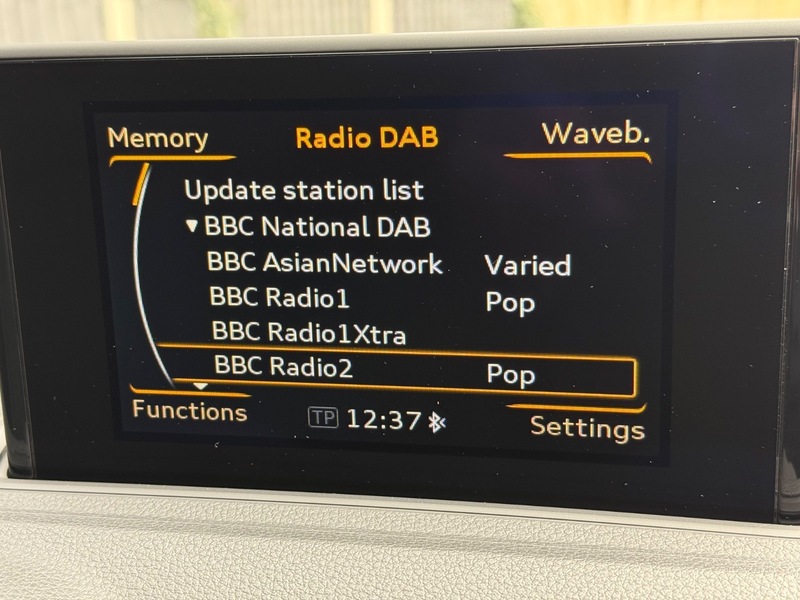 Memory Radio DAB Waveb.
Update station list
BBC National DAB
BBC AsianNetwork Varied
BBC Radio1 Pop
BBC Radio1Xtra
BBC Radio2 Pop
Functions TP 12:37 Settings